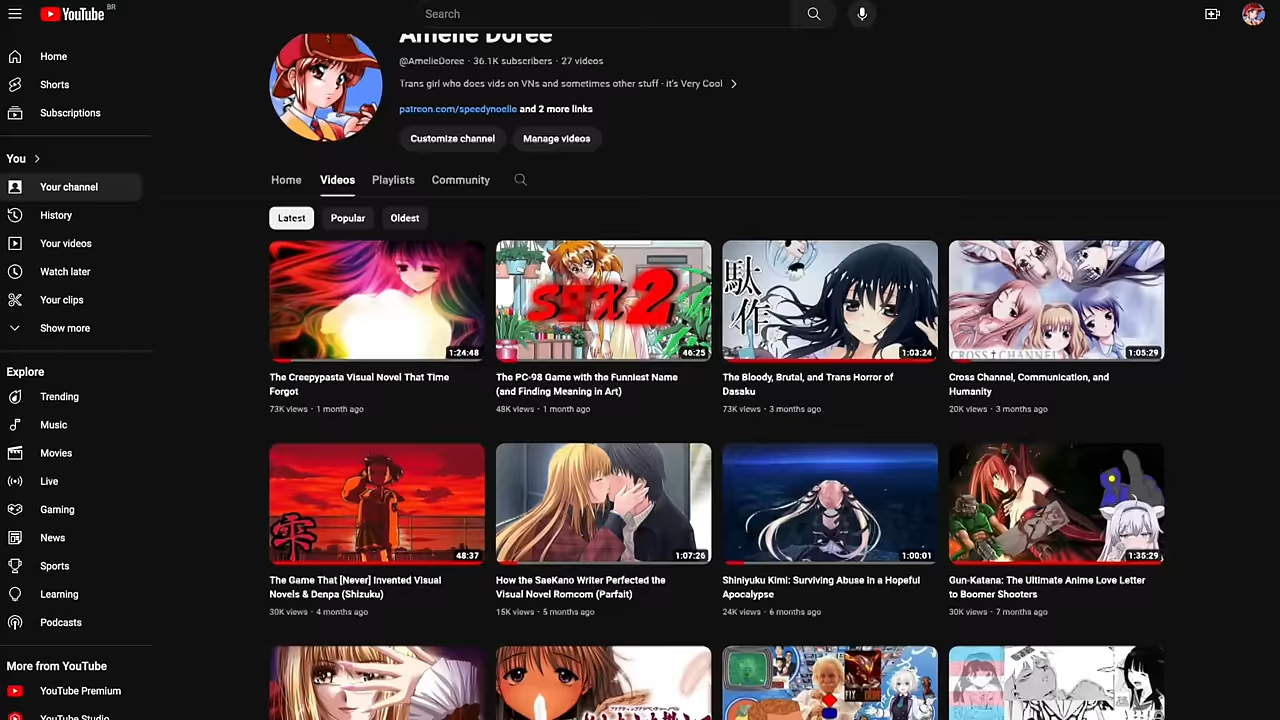 YouTube BR
Search
Home
Shorts
Subscriptions
You
Your channel
History
Your videos
Watch later
Your clips
Show more
Explore
Trending
Music
Movies
Live
Gaming
News
Sports
Learning
Podcasts
More from YouTube
YouTube Premium
YouTube Studio
Amelie Doree
@AmelieDoree · 36.1K subscribers · 27 videos
Trans girl who does vids on VNs and sometimes other stuff - it's Very Cool
patreon.com/speedynoelle and 2 more links
Customize channel
Manage videos
Home
Videos
Playlists
Community
Latest
Popular
Oldest
1:24:48
The Creepypasta Visual Novel That Time
Forgot
73K views · 1 month ago
SEX 2
46:25
The PC-98 Game with the Funniest Name
(and Finding Meaning in Art)
48K views · 1 month ago
駄作
1:03:24
The Bloody, Brutal, and Trans Horror of
Dasaku
73K views · 3 months ago
CROSS†CHANNEL
1:05:29
Cross Channel, Communication, and
Humanity
20K views · 3 months ago
雫
48:37
The Game That [Never] Invented Visual
Novels & Denpa (Shizuku)
30K views · 4 months ago
1:07:26
How the SaeKano Writer Perfected the
Visual Novel Romcom (Parfait)
15K views · 5 months ago
1:00:01
Shiniyuku Kimi: Surviving Abuse in a Hopeful
Apocalypse
24K views · 6 months ago
1:35:29
Gun-Katana: The Ultimate Anime Love Letter
to Boomer Shooters
30K views · 7 months ago